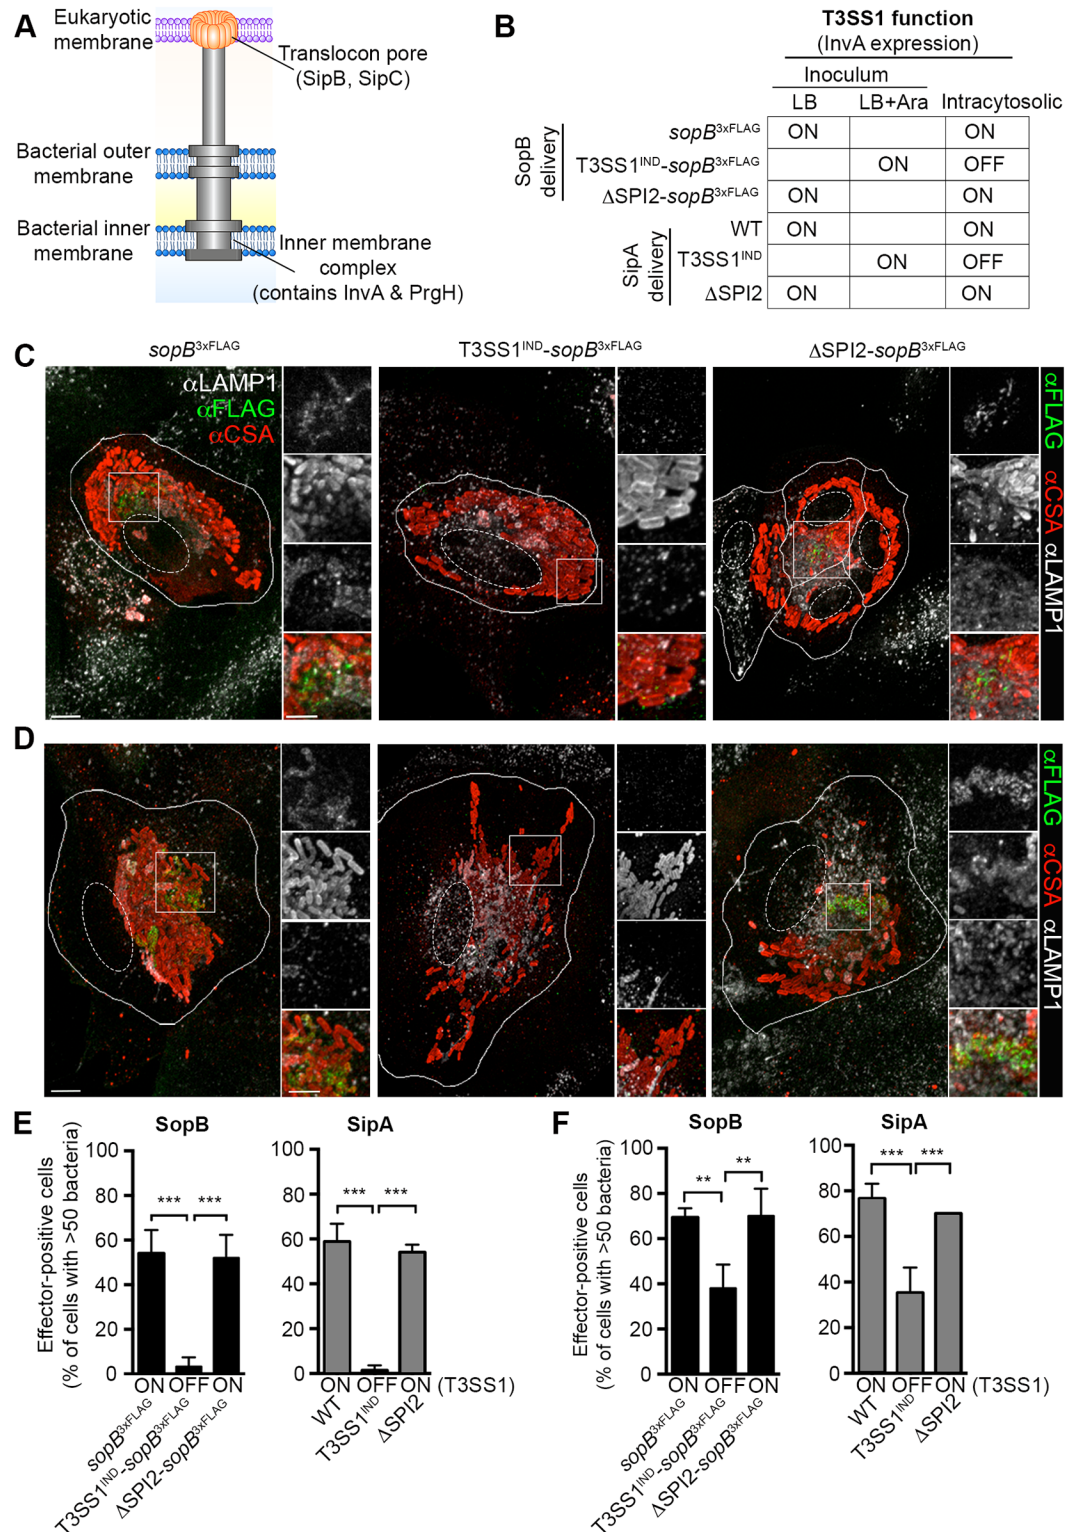 A
Eukaryotic
membrane
Translocon pore
(SipB, SipC)
Bacterial outer
membrane
Bacterial inner
membrane
Inner membrane
complex
(contains InvA & PrgH)
B
T3SS1 function
(InvA expression)
Inoculum
LB LB+Ara Intracytosolic
SopB
delivery
sopB3xFLAG ON ON
T3SS1IND-sopB3xFLAG ON OFF
ΔSPI2-sopB3xFLAG ON ON
SipA
delivery
WT ON ON
T3SS1IND ON OFF
ΔSPI2 ON ON
C
sopB3xFLAG T3SS1IND-sopB3xFLAG ΔSPI2-sopB3xFLAG
αLAMP1
αFLAG
αCSA
αFLAG αCSA αLAMP1
D
αFLAG αCSA αLAMP1
E
SopB
Effector-positive cells
(% of cells with >50 bacteria)
100
80
60
40
20
0
*** ***
ON OFF ON
sopB3xFLAG
T3SS1IND-sopB3xFLAG
ΔSPI2-sopB3xFLAG
SipA
100
80
60
40
20
0
*** ***
ON OFF ON (T3SS1)
WT
T3SS1IND
ΔSPI2
F
SopB
Effector-positive cells
(% of cells with >50 bacteria)
100
80
60
40
20
0
** **
ON OFF ON
sopB3xFLAG
T3SS1IND-sopB3xFLAG
ΔSPI2-sopB3xFLAG
SipA
100
80
60
40
20
0
*** ***
ON OFF ON (T3SS1)
WT
T3SS1IND
ΔSPI2